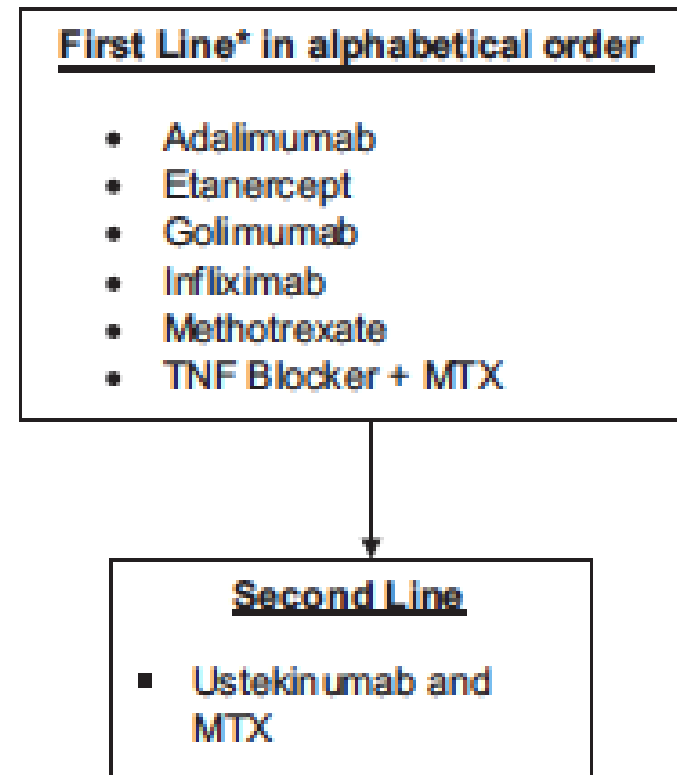 First Line* in alphabetical order
• Adalimumab
• Etanercept
• Golimumab
• Infliximab
• Methotrexate
• TNF Blocker + MTX
Second Line
▪ Ustekinumab and
MTX